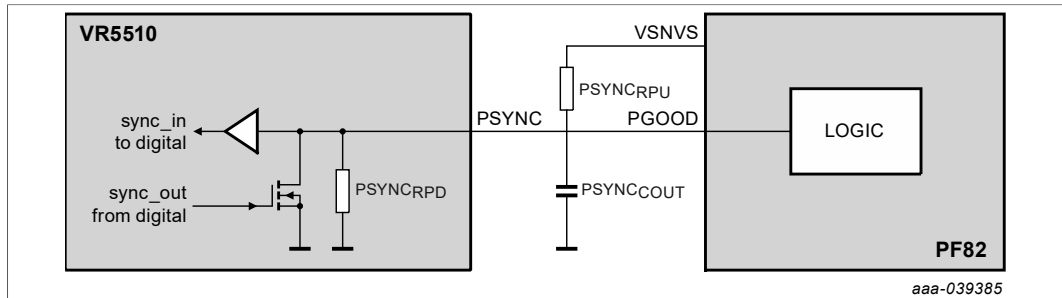 VR5510
VSNVS
PSYNCRPU
PSYNC
PGOOD
LOGIC
sync_in
to digital
sync_out
from digital
PSYNCRPD
PSYNCCOUT
PF82
aaa-039385